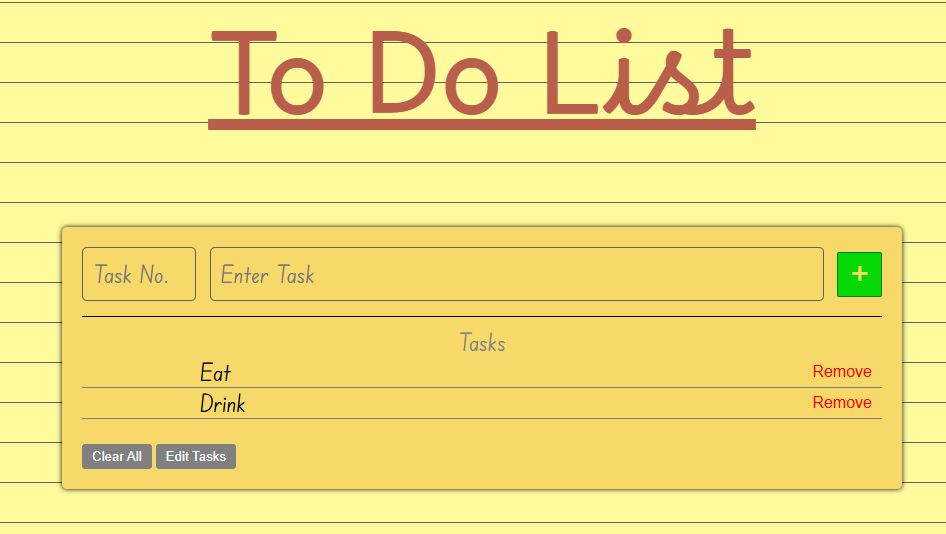 To Do List
Task No. Enter Task +
Tasks
Eat Remove
Drink Remove
Clear All Edit Tasks